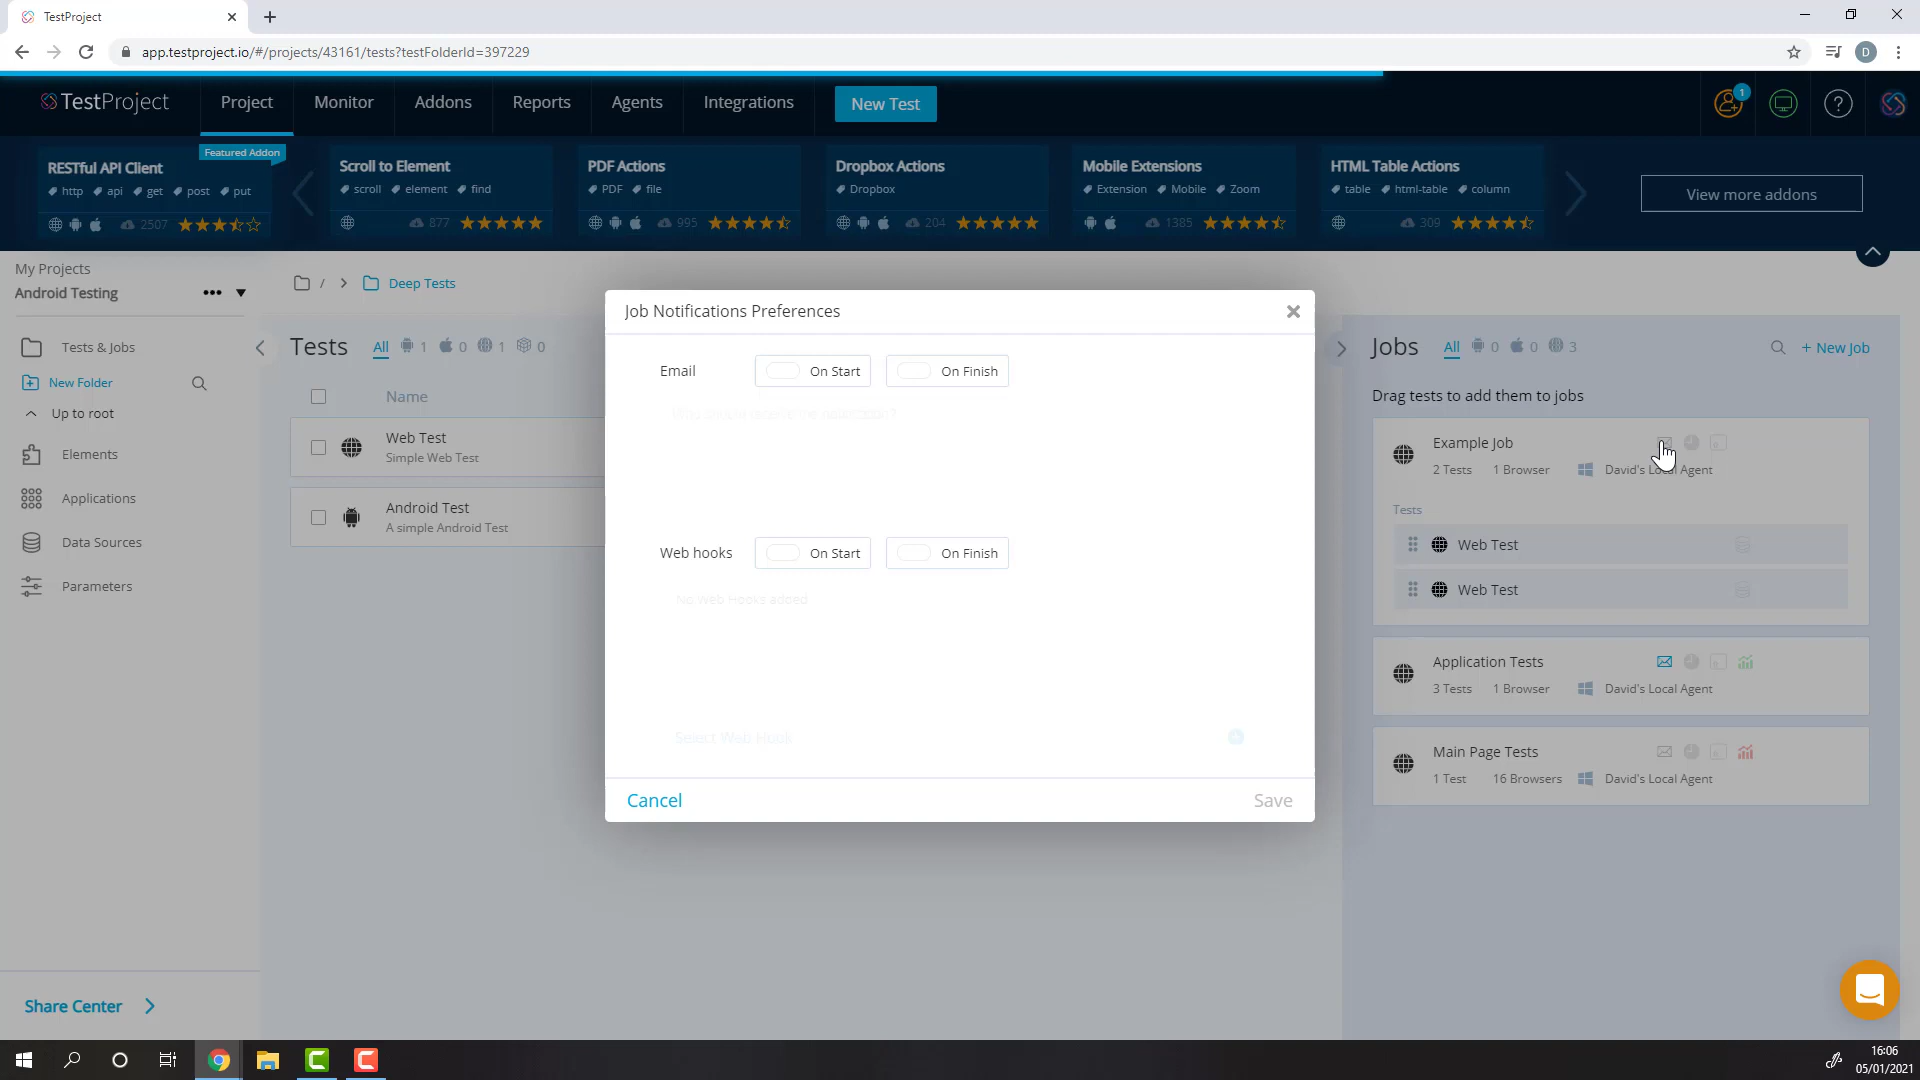 TestProject
app.testproject.io/#/projects/43161/tests?testFolderId=397229
D
TestProject
Project
Monitor
Addons
Reports
Agents
Integrations
New Test
1
?
Featured Addon
RESTful API Client
http api get post put
2507
Scroll to Element
scroll element find
877
PDF Actions
PDF file
995
Dropbox Actions
Dropbox
204
Mobile Extensions
Extension Mobile Zoom
1385
HTML Table Actions
table html-table column
309
View more addons
My Projects
Android Testing
/ Deep Tests
Tests & Jobs
New Folder
Up to root
Elements
Applications
Data Sources
Parameters
Share Center
Tests All 1 0 1 0
Name
Web Test
Simple Web Test
Android Test
A simple Android Test
Job Notifications Preferences
Email On Start On Finish
Web hooks On Start On Finish
No Web Hooks added
Select Web Hook
Cancel
Save
Jobs All 0 0 3
+ New Job
Drag tests to add them to jobs
Example Job
2 Tests 1 Browser David's Local Agent
Tests
Web Test
Web Test
Application Tests
3 Tests 1 Browser David's Local Agent
Main Page Tests
1 Test 16 Browsers David's Local Agent
16:06
05/01/2021